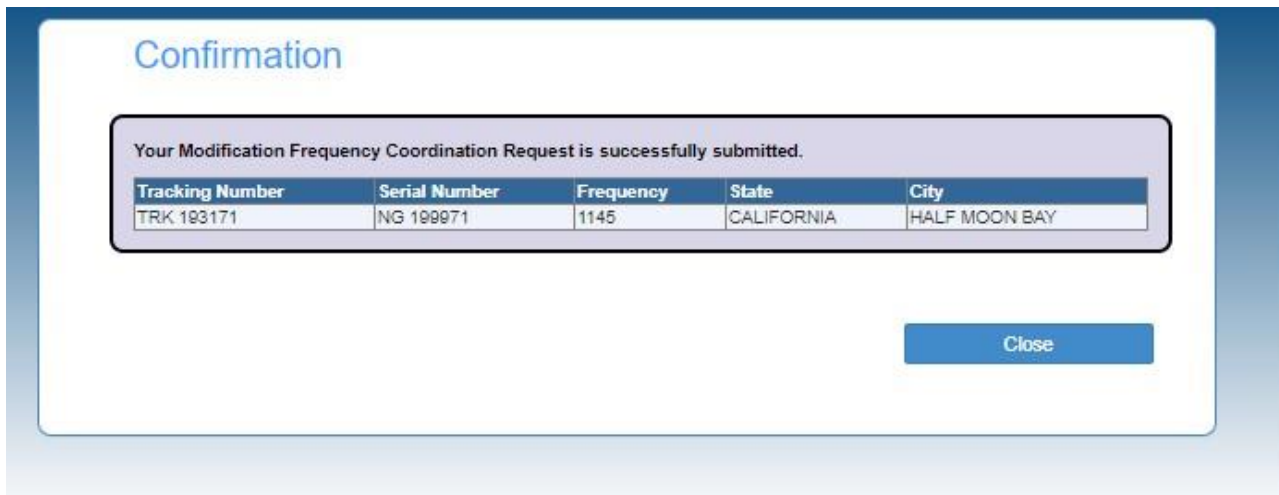 Confirmation
Your Modification Frequency Coordination Request is successfully submitted.
Tracking Number Serial Number Frequency State City
TRK 193171 NG 199971 1145 CALIFORNIA HALF MOON BAY
Close